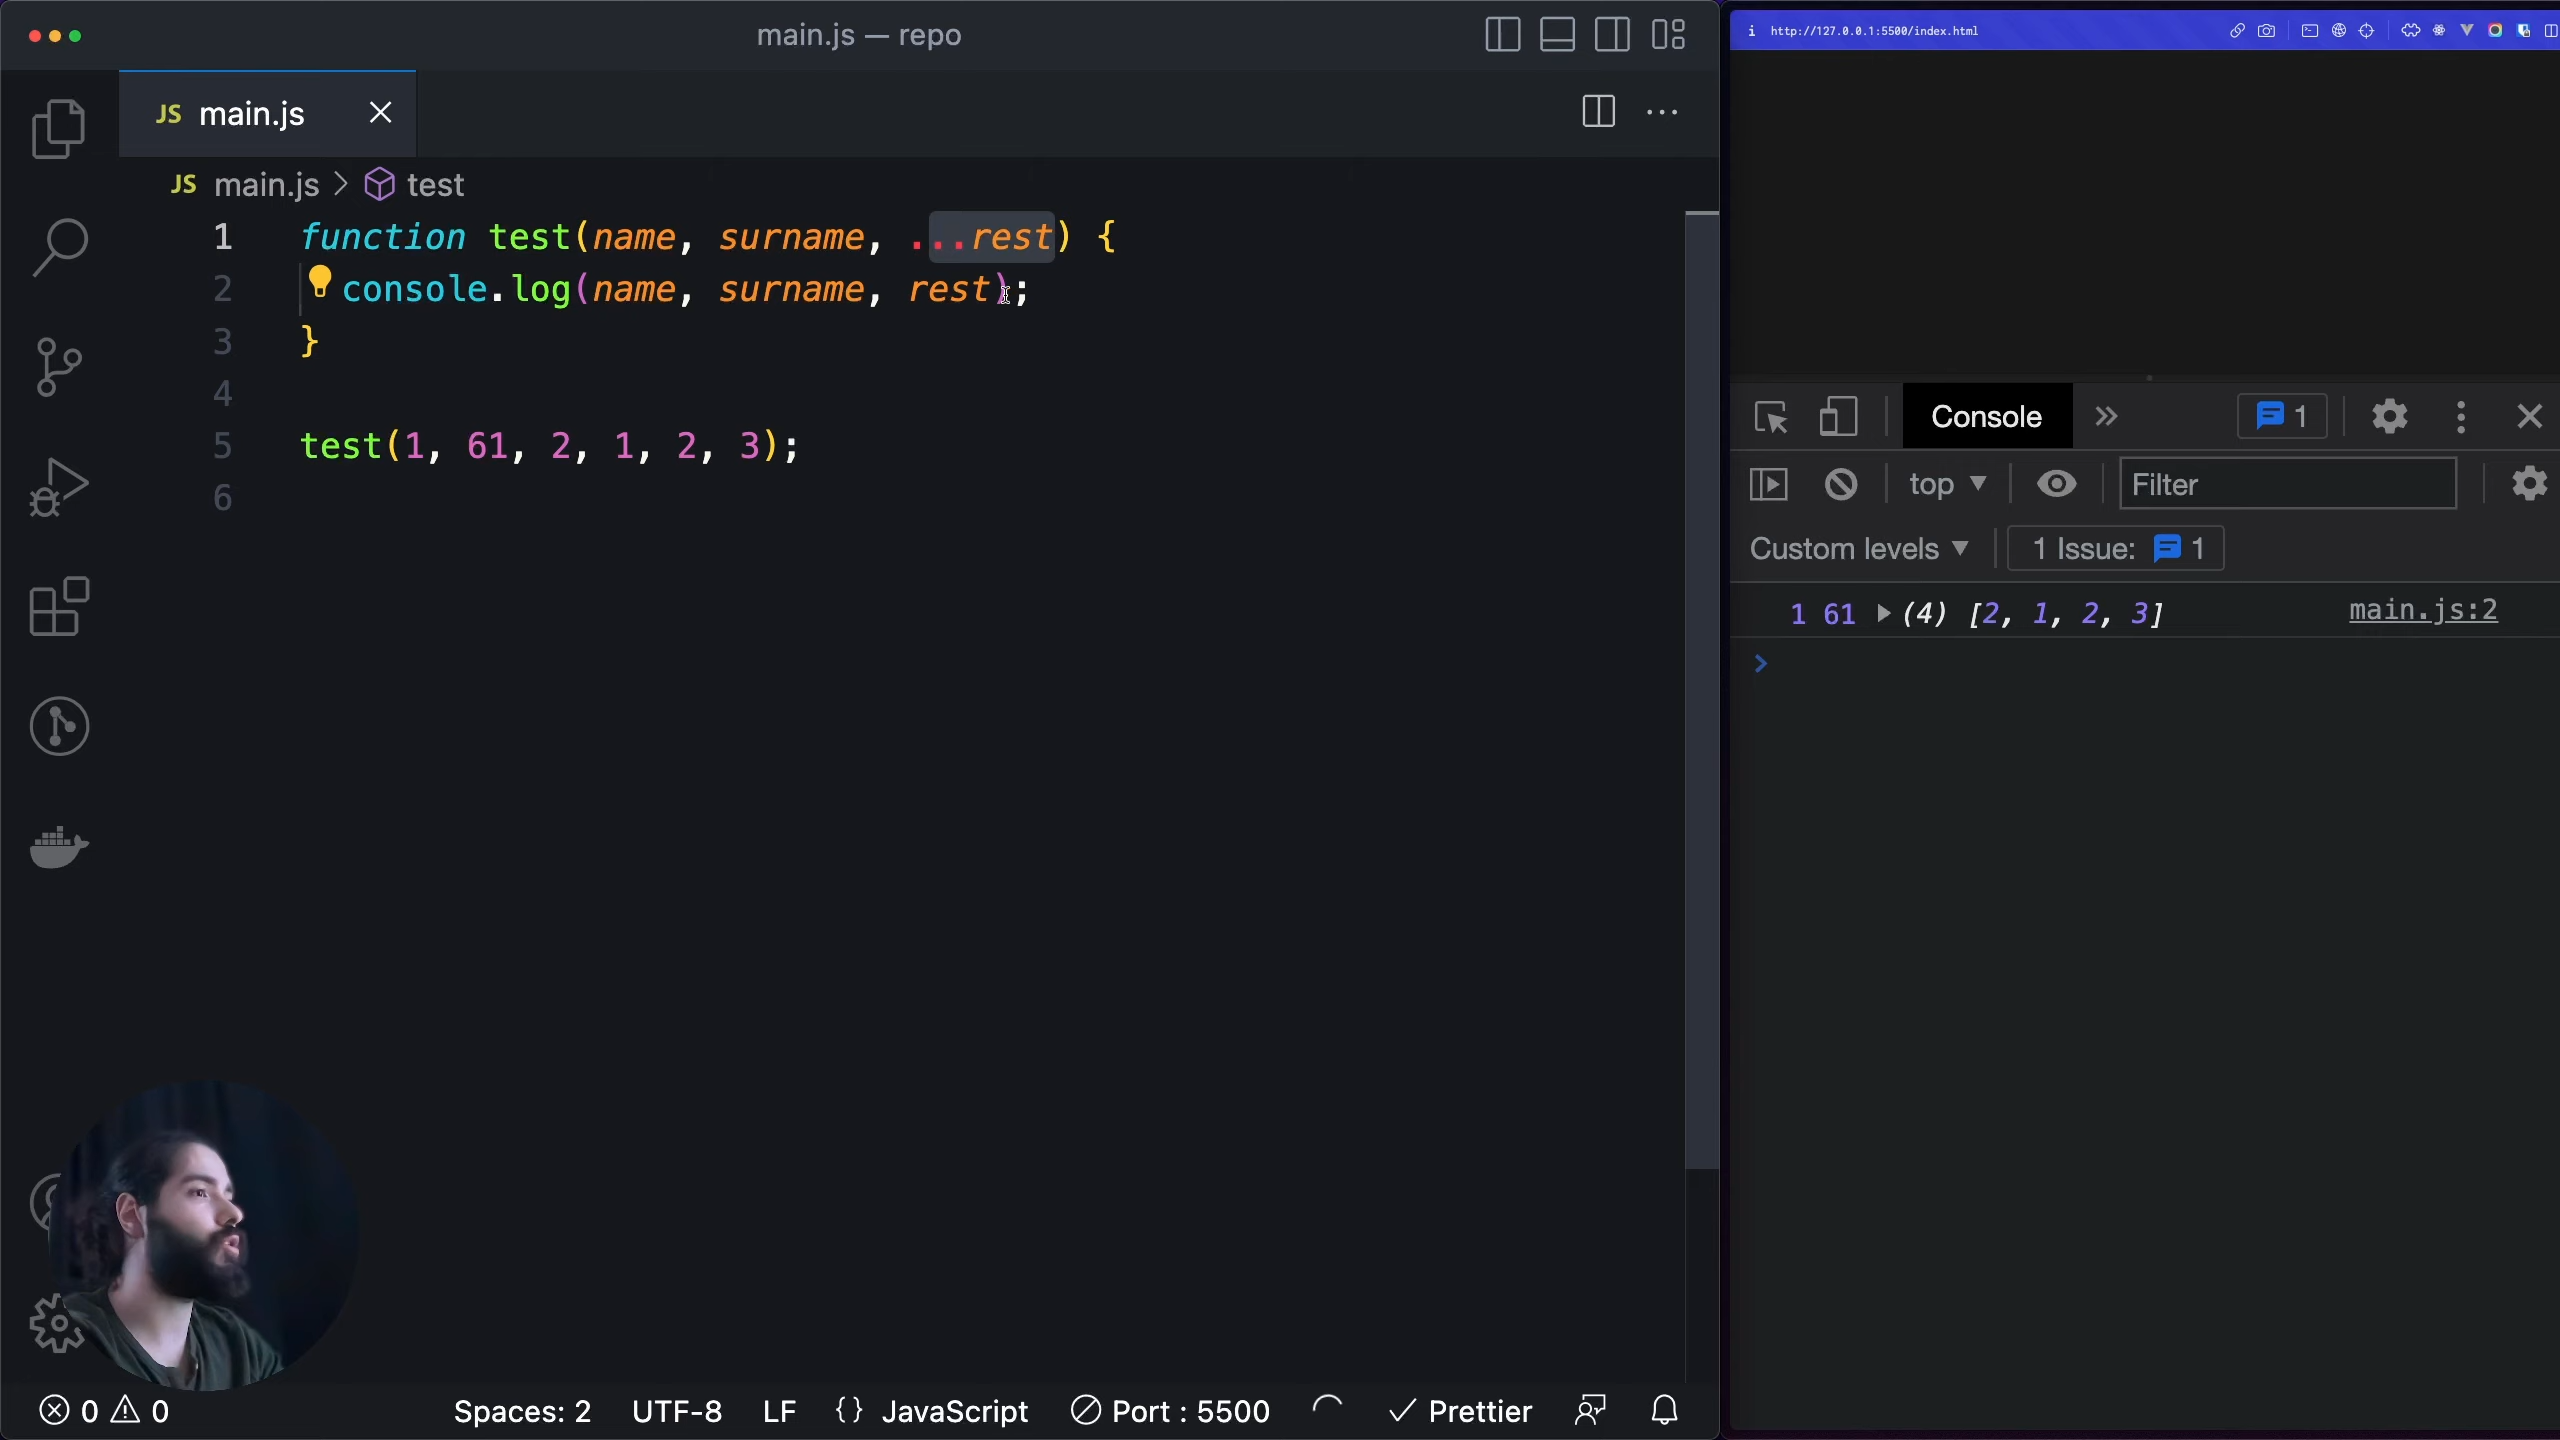 main.js — repo
JS main.js
JS main.js > test
1 function test(name, surname, ...rest) {
2 console.log(name, surname, rest);
3 }
4
5 test(1, 61, 2, 1, 2, 3);
6
0 0 Spaces: 2 UTF-8 LF {} JavaScript Port : 5500 Prettier
i http://127.0.0.1:5500/index.html
Console 1
top Filter
Custom levels 1 Issue: 1
1 61 (4) [2, 1, 2, 3] main.js:2